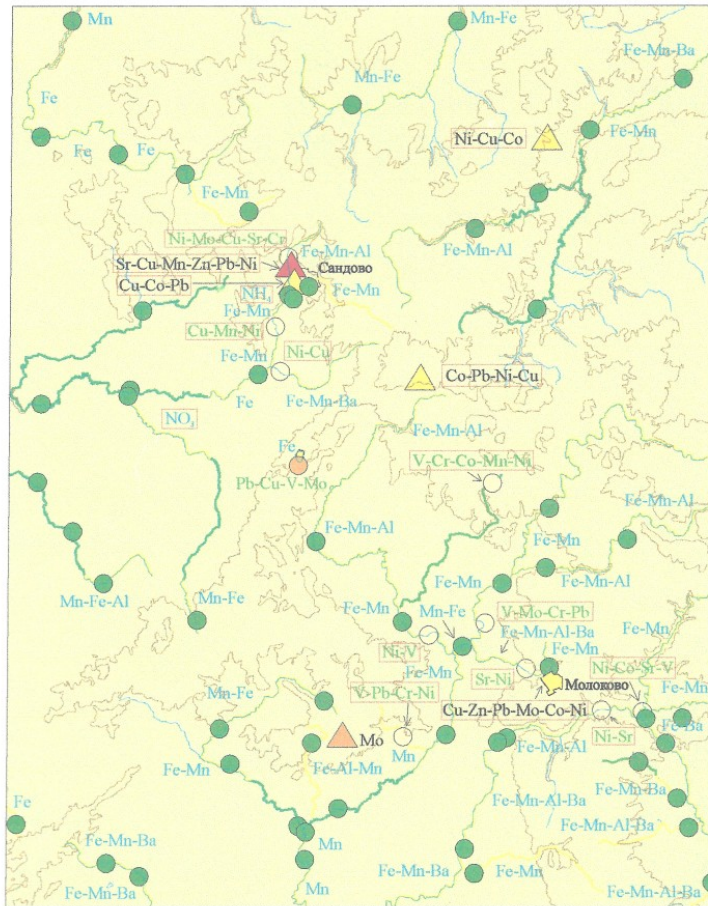 Mn
Mn-Fe
Fe-Mn-Ba
Fe
Mn-Fe
Fe
Fe
Ni-Cu-Co
Fe-Mn
Fe-Mn
Ni-Mo-Cu-Sr-Cr
Fe-Mn-Al
Fe-Mn-Al
Sr-Cu-Mn-Zn-Pb-Ni
Сандово
Cu-Co-Pb
NH₄
Fe-Mn
Fe-Mn
Cu-Mn-Ni
Fe-Mn
Ni-Cu
Fe
Fe-Mn-Ba
Co-Pb-Ni-Cu
NO₃
Fe-Mn-Al
Fe
V-Cr-Co-Mn-Ni
Pb-Cu-V-Mo
Fe-Mn-Al
Fe-Mn-Al
Fe-Mn
Mn-Fe-Al
Fe-Mn
Fe-Mn-Al
Mn-Fe
Fe-Mn
Mn-Fe
V-Mo-Cr-Pb
Fe-Mn-Al-Ba
Fe-Mn
Ni-V
Fe-Mn
Fe-Mn
Sr-Ni
Ni-Co-Sr-V
Молоково
Mn-Fe
V-Pb-Cr-Ni
Cu-Zn-Pb-Mo-Co-Ni
Fe-Mn
Fe-Ba
Mo
Mn
Fe-Mn-Al
Ni-Sr
Fe-Mn
Fe-Al-Mn
Fe-Mn-Al-Ba
Fe-Mn-Ba
Fe
Fe-Mn-Al-Ba
Fe-Mn-Ba
Mn
Fe-Mn-Ba
Mn
Fe-Mn-Ba
Fe-Mn
Fe-Mn-Al-Ba